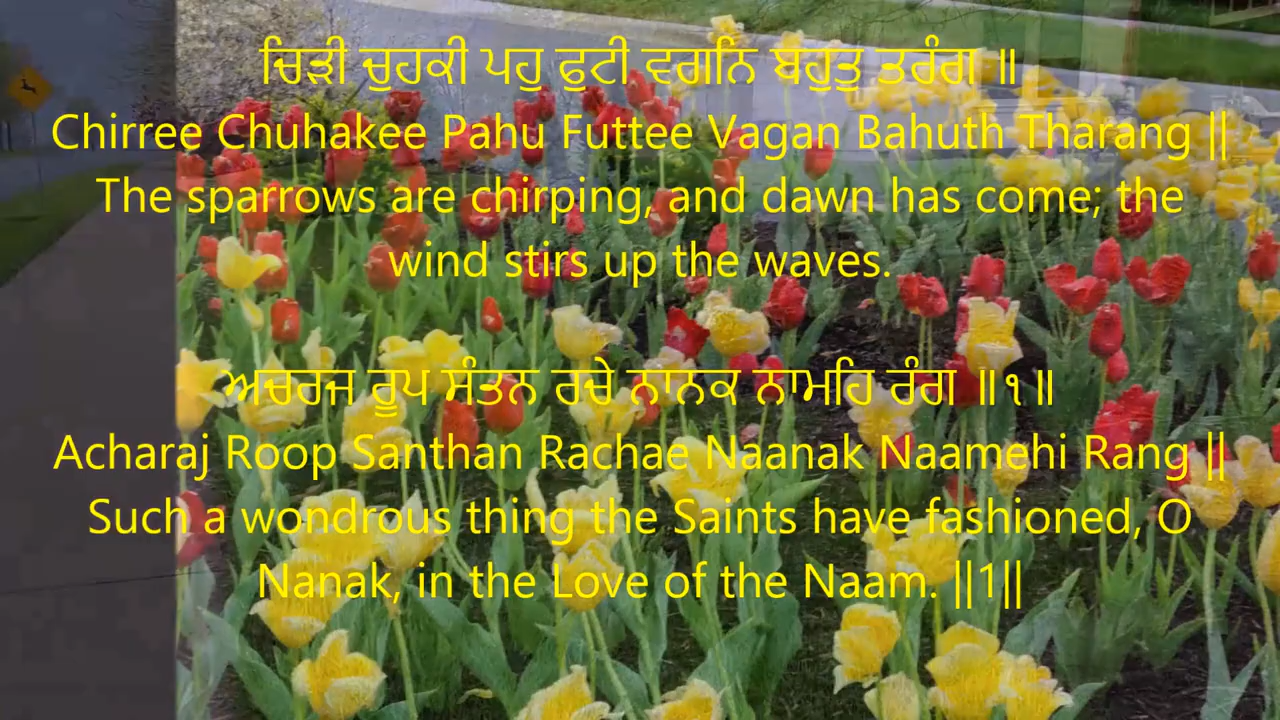 ਚਿੜੀ ਚੁਹਕੀ ਪਹੁ ਫੁਟੀ ਵਗਨਿ ਬਹੁਤੁ ਤਰੰਗ ॥
Chirree Chuhakee Pahu Futtee Vagan Bahuth Tharang ||
The sparrows are chirping, and dawn has come; the
wind stirs up the waves.
ਅਚਰਜ ਰੂਪ ਸੰਤਨ ਰਚੇ ਨਾਨਕ ਨਾਮਹਿ ਰੰਗ ॥੧॥
Acharaj Roop Santhan Rachae Naanak Naamehi Rang ||
Such a wondrous thing the Saints have fashioned, O
Nanak, in the Love of the Naam. ||1||